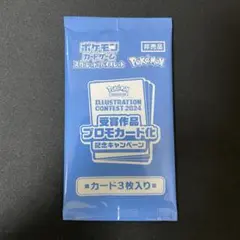 ポケモン
カードゲーム
スカーレット&バイオレット
非売品
Pokémon
Pokémon
ILLUSTRATION
CONTEST 2024
受賞作品
プロモカード化
記念キャンペーン
カード3枚入り